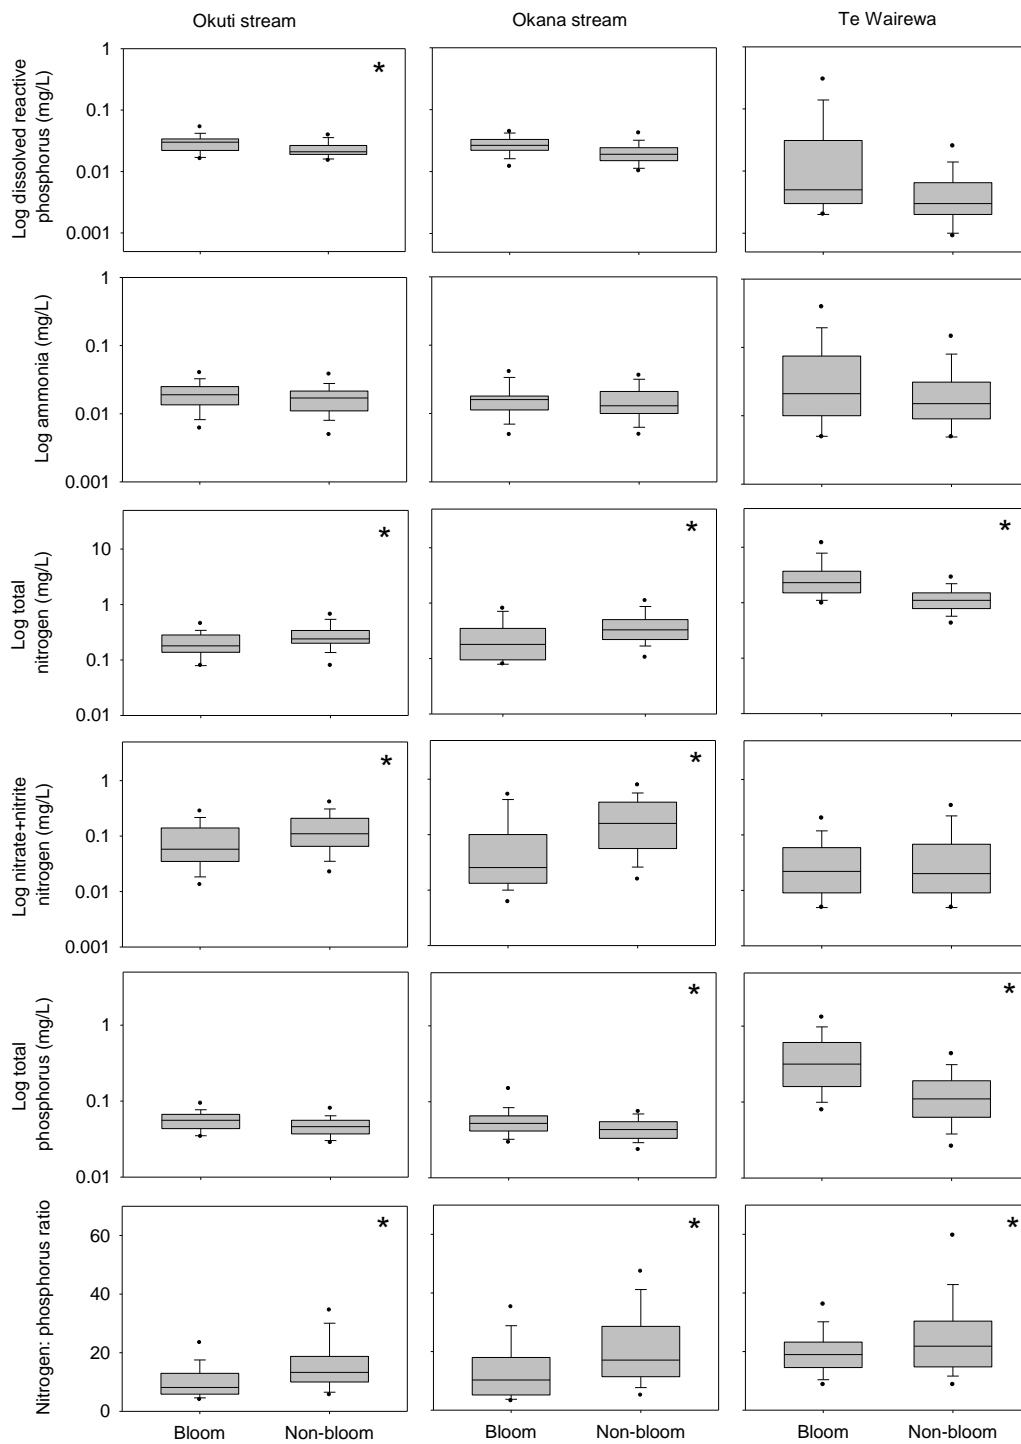 Okuti stream
Okana stream
Te Wairewa
Log dissolved reactive
phosphorus (mg/L)
1
0.1
0.01
0.001
*
Log ammonia (mg/L)
1
0.1
0.01
0.001
Log total
nitrogen (mg/L)
10
1
0.1
0.01
*
*
*
Log nitrate+nitrite
nitrogen (mg/L)
1
0.1
0.01
0.001
*
*
Log total
phosphorus (mg/L)
1
0.1
0.01
*
*
Nitrogen: phosphorus ratio
60
40
20
0
*
*
*
Bloom
Non-bloom
Bloom
Non-bloom
Bloom
Non-bloom